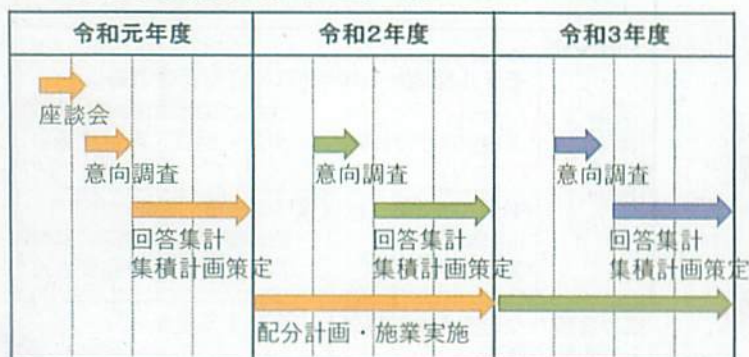 令和元年度 令和2年度 令和3年度
座談会
意向調査 意向調査 意向調査
回答集計 回答集計 回答集計
集積計画策定 集積計画策定 集積計画策定
配分計画・施業実施